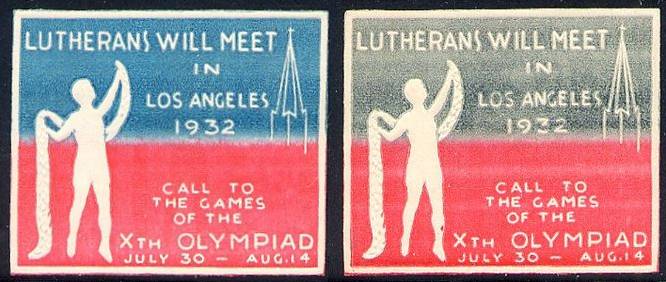 LUTHERANS WILL MEET
IN
LOS ANGELES
1932
CALL TO
THE GAMES
OF THE
XTH OLYMPIAD
JULY 30 – AUG.14
LUTHERANS WILL MEET
IN
LOS ANGELES
1932
CALL TO
THE GAMES
OF THE
XTH OLYMPIAD
JULY 30 – AUG.14